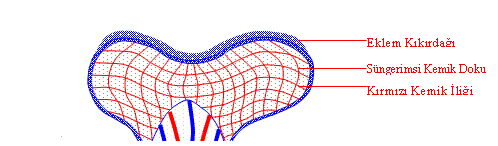 Eklem Kıkırdağı
Süngerimsi Kemik Doku
Kırmızı Kemik İliği